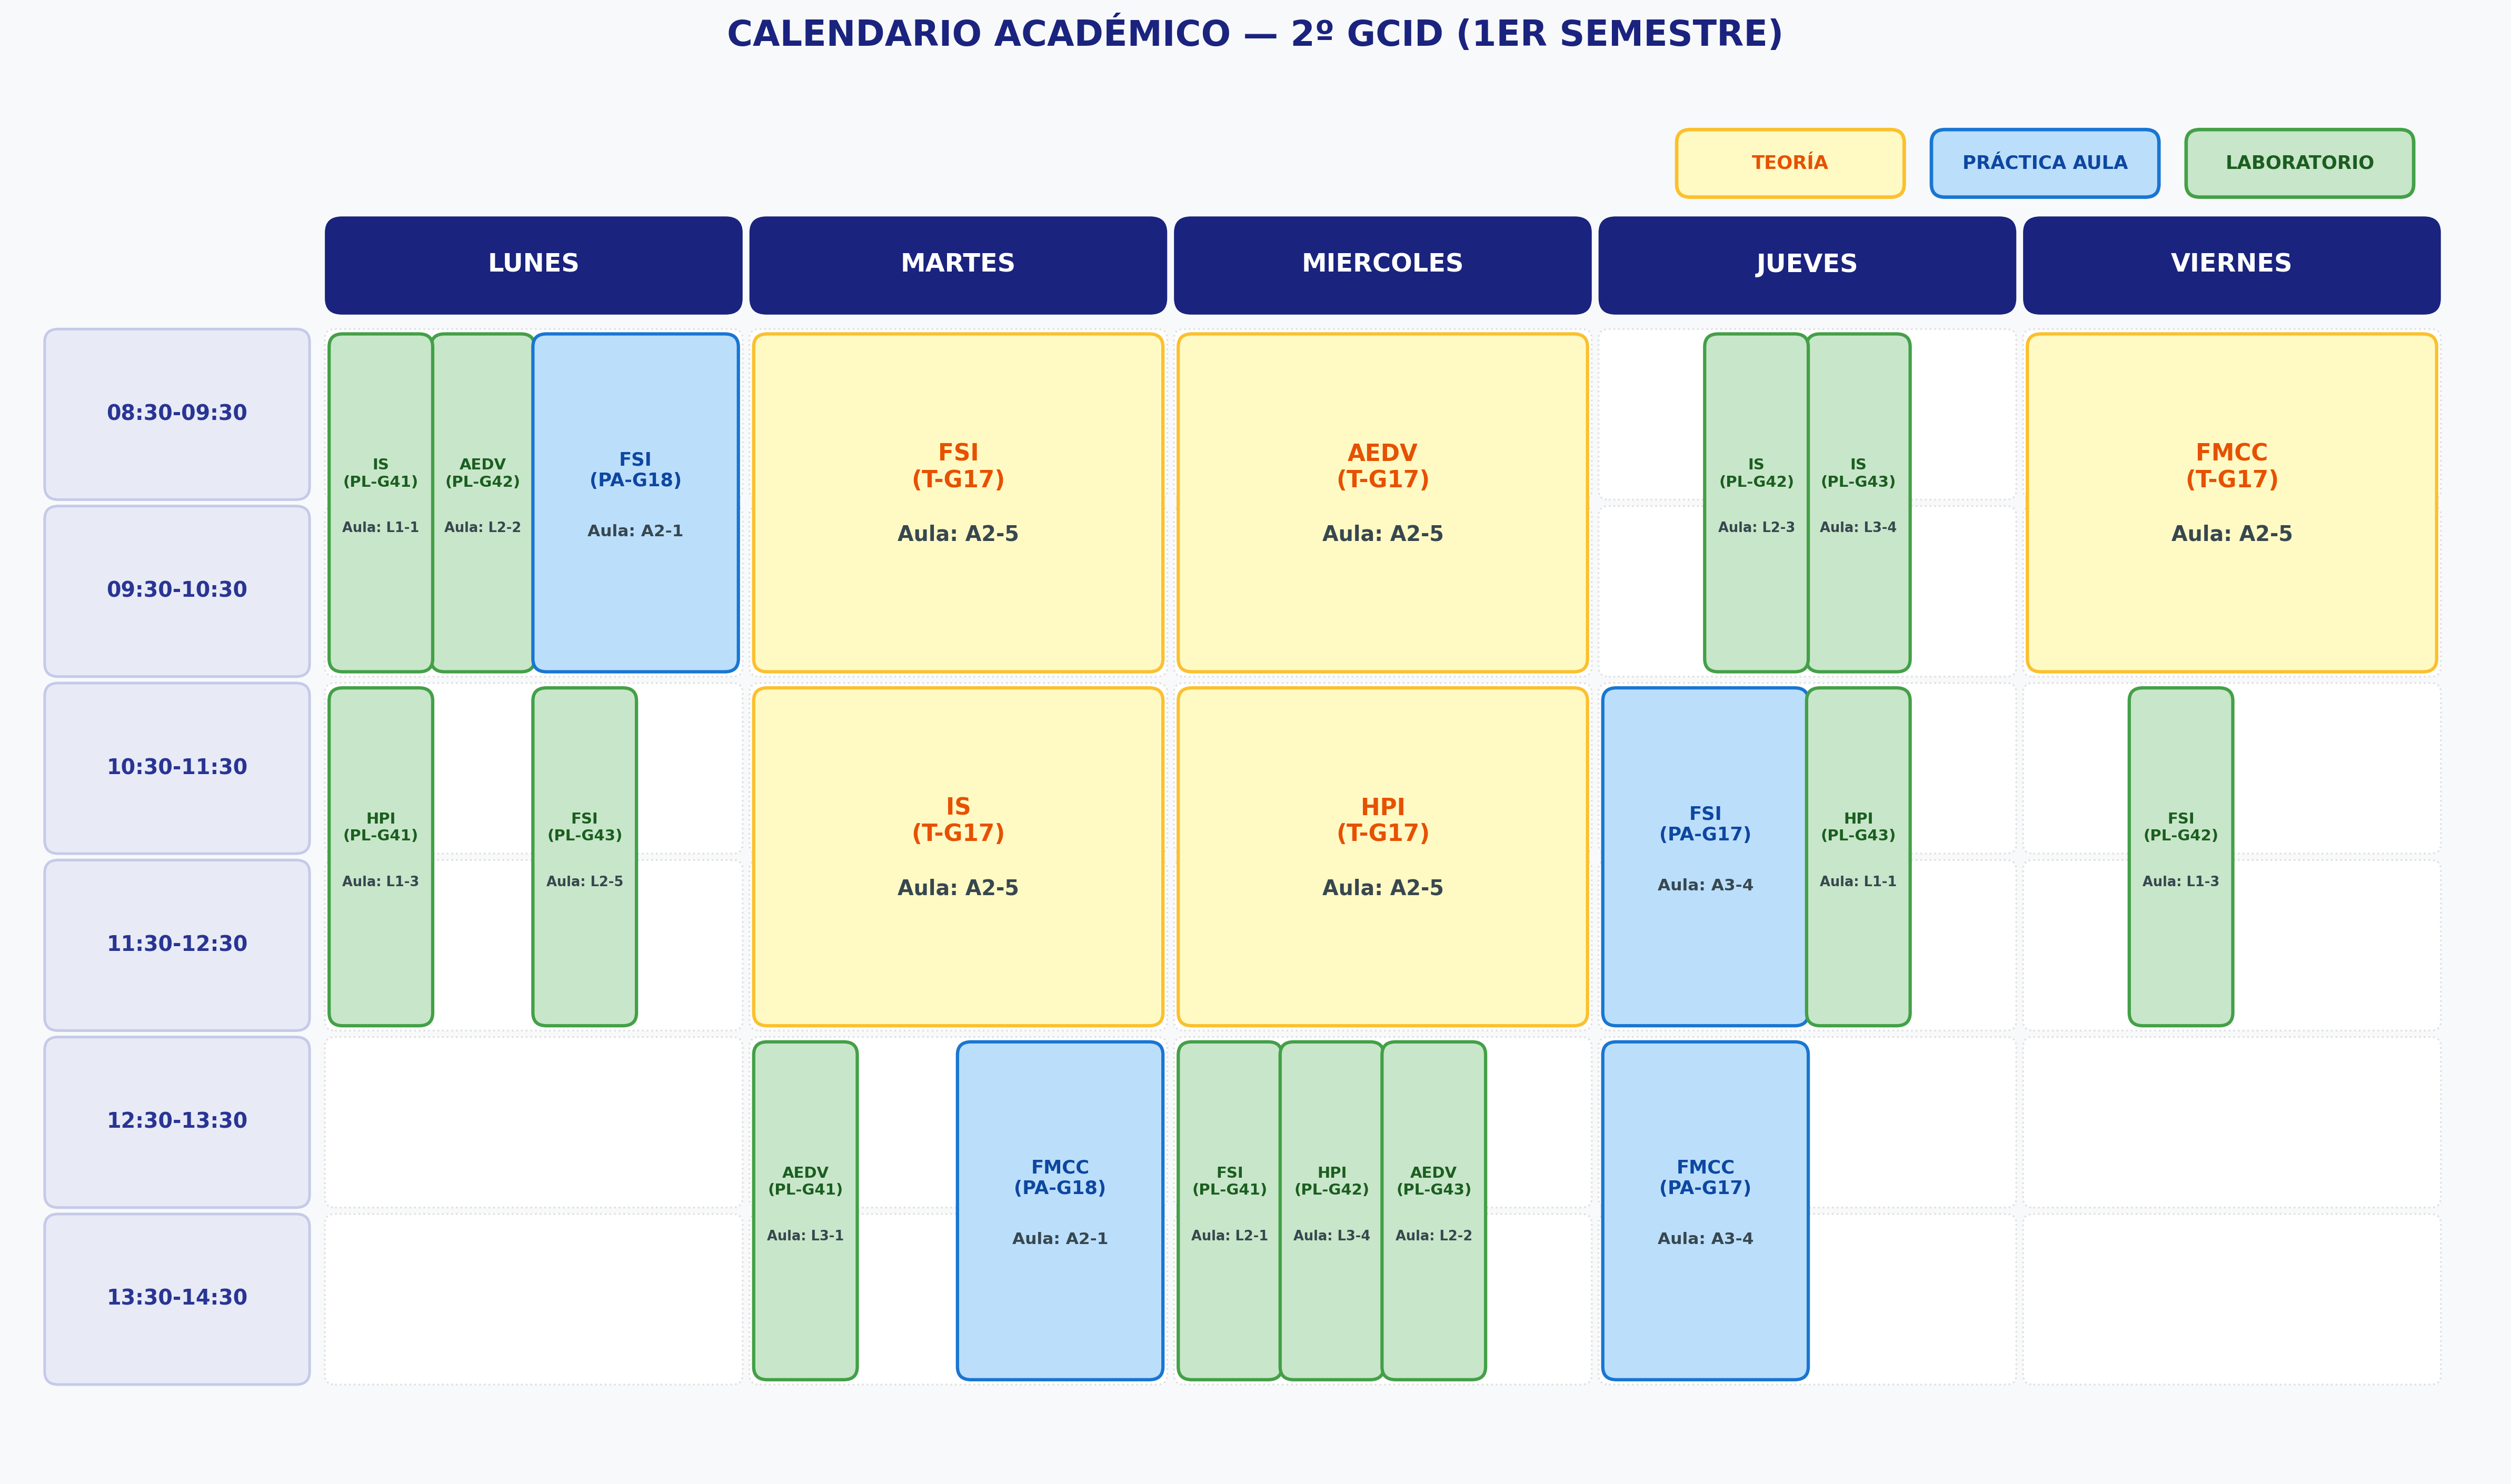 CALENDARIO ACADÉMICO — 2º GCID (1ER SEMESTRE)
TEORÍA
PRÁCTICA AULA
LABORATORIO
LUNES
MARTES
MIERCOLES
JUEVES
VIERNES
08:30-09:30
09:30-10:30
IS
(PL-G41)
Aula: L1-1
AEDV
(PL-G42)
Aula: L2-2
FSI
(PA-G18)
Aula: A2-1
FSI
(T-G17)
Aula: A2-5
AEDV
(T-G17)
Aula: A2-5
IS
(PL-G42)
Aula: L2-3
IS
(PL-G43)
Aula: L3-4
FMCC
(T-G17)
Aula: A2-5
10:30-11:30
11:30-12:30
HPI
(PL-G41)
Aula: L1-3
FSI
(PL-G43)
Aula: L2-5
IS
(T-G17)
Aula: A2-5
HPI
(T-G17)
Aula: A2-5
FSI
(PA-G17)
Aula: A3-4
HPI
(PL-G43)
Aula: L1-1
FSI
(PL-G42)
Aula: L1-3
12:30-13:30
13:30-14:30
AEDV
(PL-G41)
Aula: L3-1
FMCC
(PA-G18)
Aula: A2-1
FSI
(PL-G41)
Aula: L2-1
HPI
(PL-G42)
Aula: L3-4
AEDV
(PL-G43)
Aula: L2-2
FMCC
(PA-G17)
Aula: A3-4